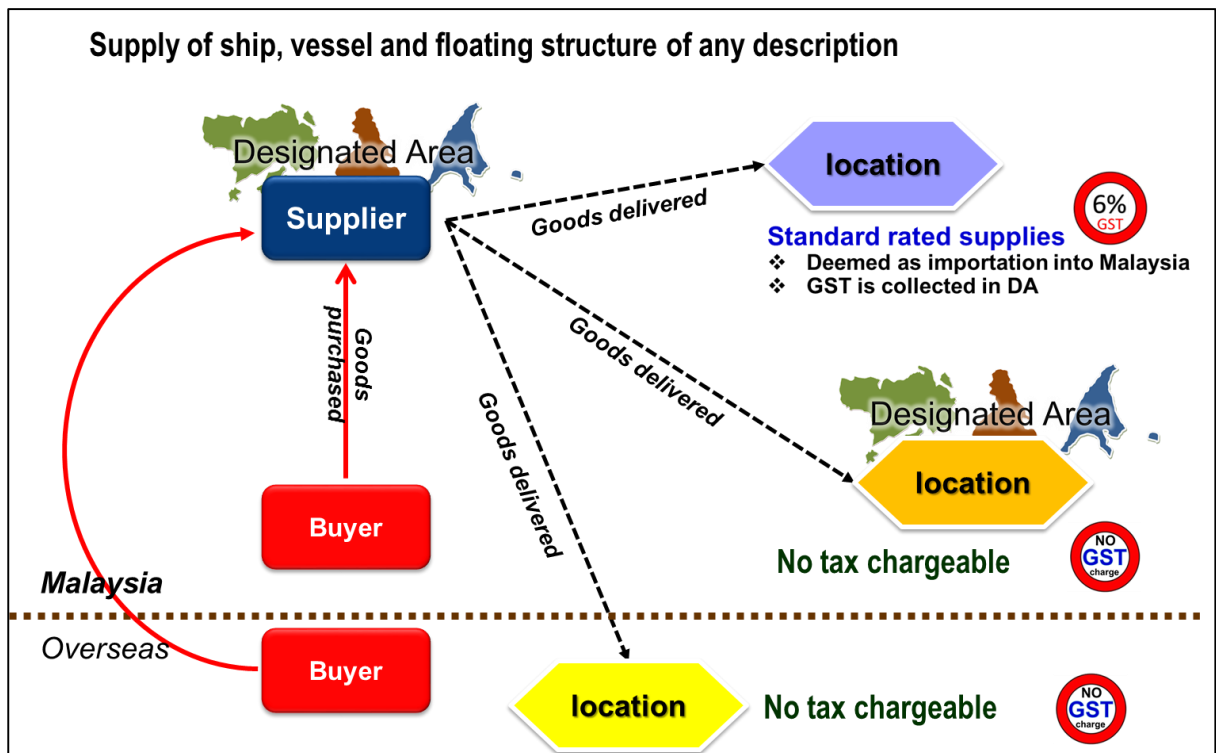 Supply of ship, vessel and floating structure of any description
Designated Area
Supplier
Goods delivered
location
6%
GST
Standard rated supplies
❖ Deemed as importation into Malaysia
❖ GST is collected in DA
Goods
purchased
Goods delivered
Goods delivered
Designated Area
location
Buyer
No tax chargeable
NO
GST
charge
Malaysia
Overseas
Buyer
location
No tax chargeable
NO
GST
charge